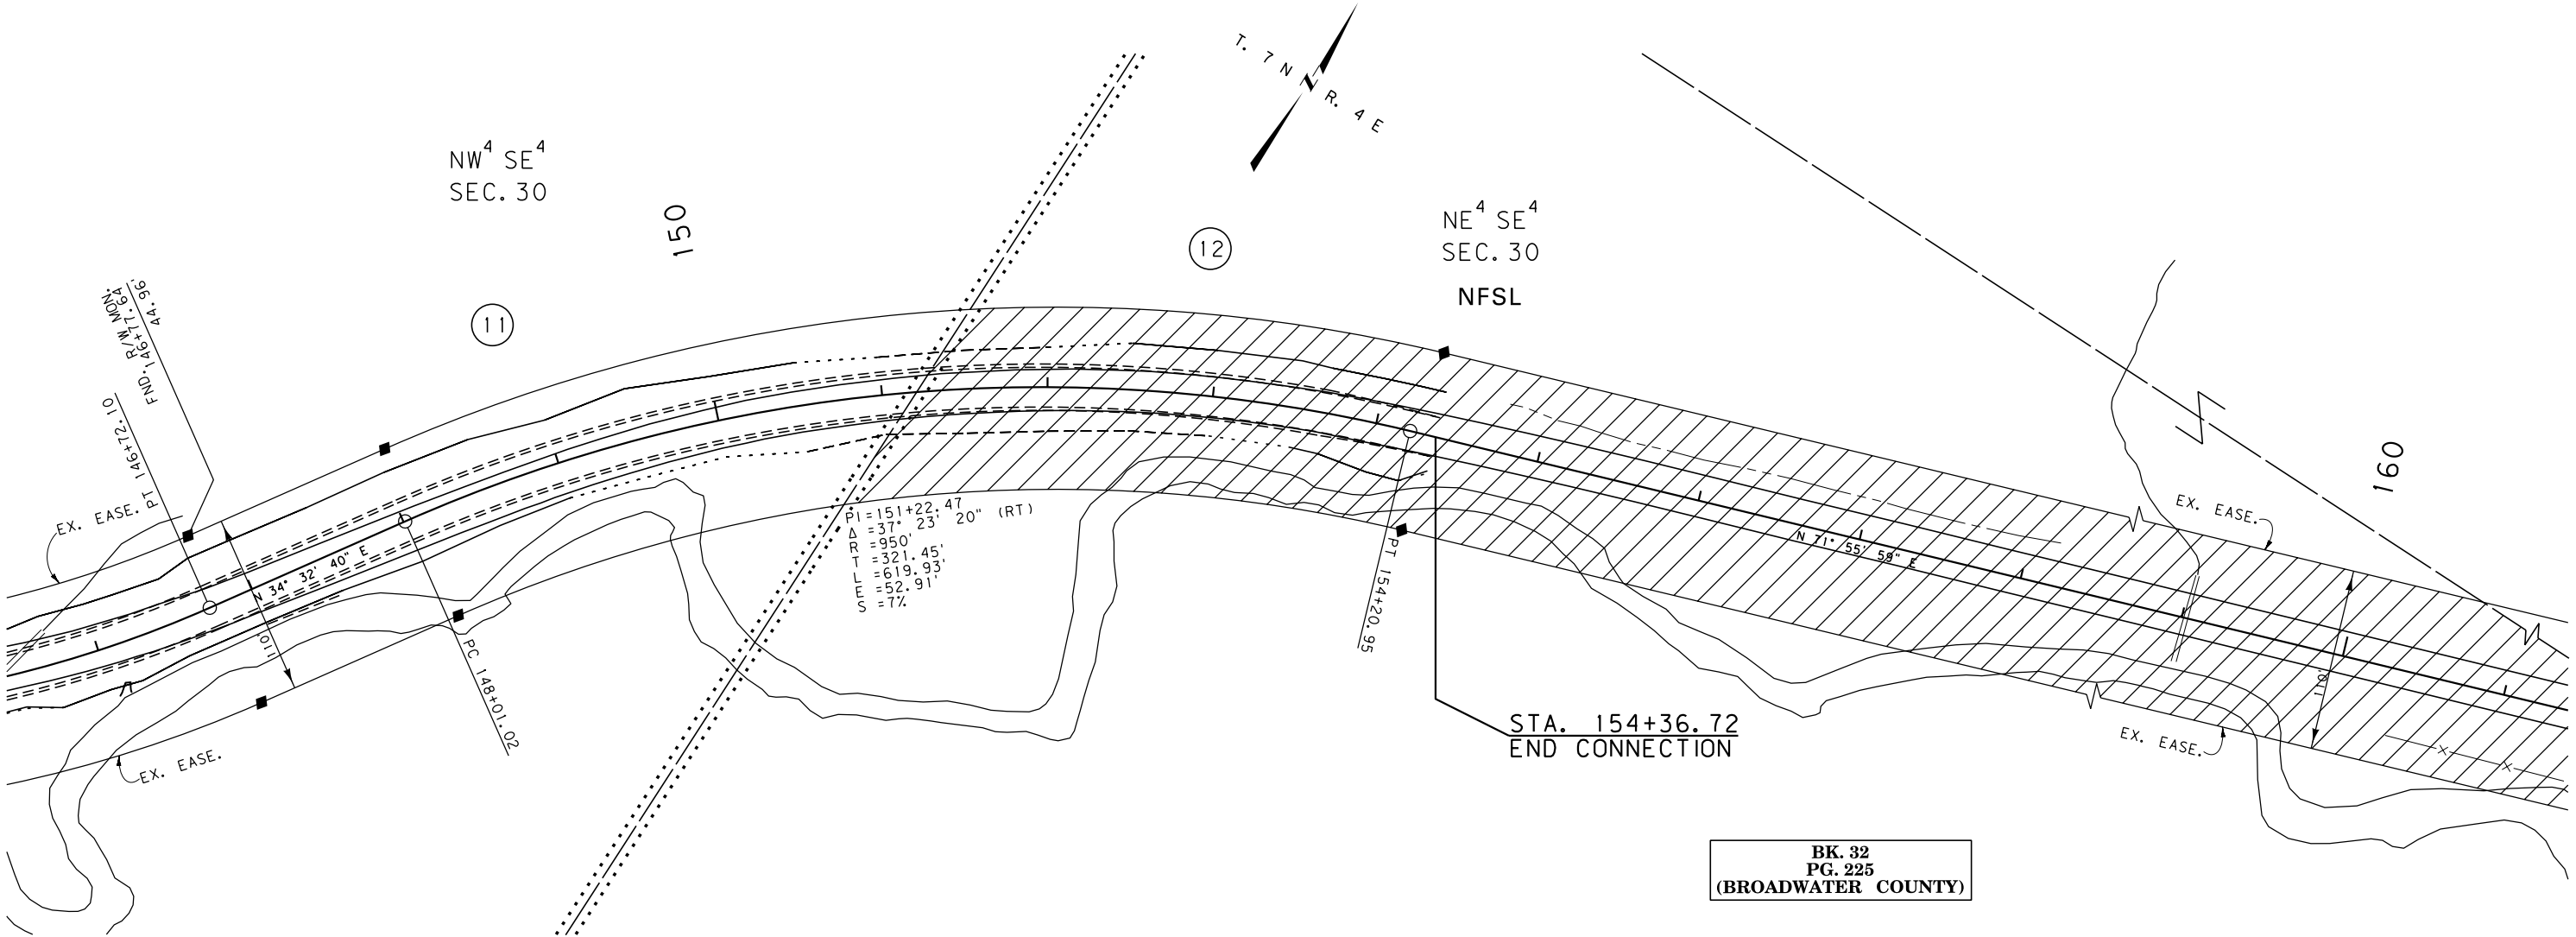 T. 7 N
N
R. 4 E
NW4 SE4
SEC. 30
150
NE4 SE4
SEC. 30
NFSL
12
11
FND. R/W MON.
146+77.64
44.96'
PT 146+72.10
EX. EASE.
N 34° 32' 40" E
110'
PC 148+01.02
EX. EASE.
PI=151+22.47
Δ =37° 23' 20" (RT)
R =950'
T =321.45'
L =619.93'
E =52.91'
S =7%
PT 154+20.95
N 71° 55' 59" E
160
EX. EASE.
110'
EX. EASE.
STA. 154+36.72
END CONNECTION
BK. 32
PG. 225
(BROADWATER COUNTY)